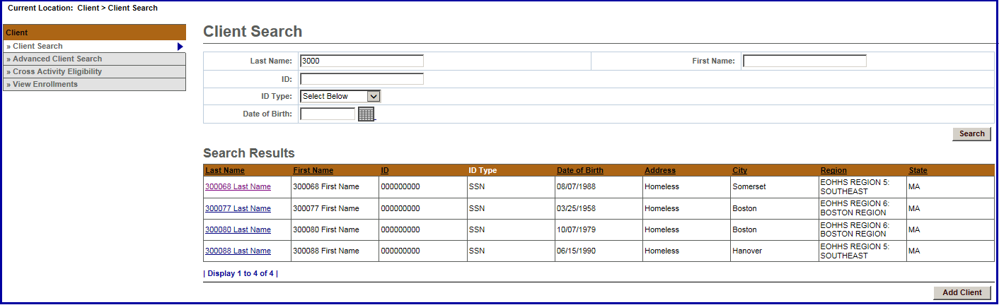 Current Location: Client > Client Search
Client
» Client Search
» Advanced Client Search
» Cross Activity Eligibility
» View Enrollments
Client Search
Last Name: 3000 First Name:
ID:
ID Type: Select Below
Date of Birth:
Search
Search Results
Last Name First Name ID ID Type Date of Birth Address City Region State
300068 Last Name 300068 First Name 000000000 SSN 08/07/1988 Homeless Somerset EOHHS REGION 5: SOUTHEAST MA
300077 Last Name 300077 First Name 000000000 SSN 03/25/1958 Homeless Boston EOHHS REGION 6: BOSTON REGION MA
300080 Last Name 300080 First Name 000000000 SSN 10/07/1979 Homeless Boston EOHHS REGION 6: BOSTON REGION MA
300088 Last Name 300088 First Name 000000000 SSN 06/15/1990 Homeless Hanover EOHHS REGION 5: SOUTHEAST MA
| Display 1 to 4 of 4 |
Add Client